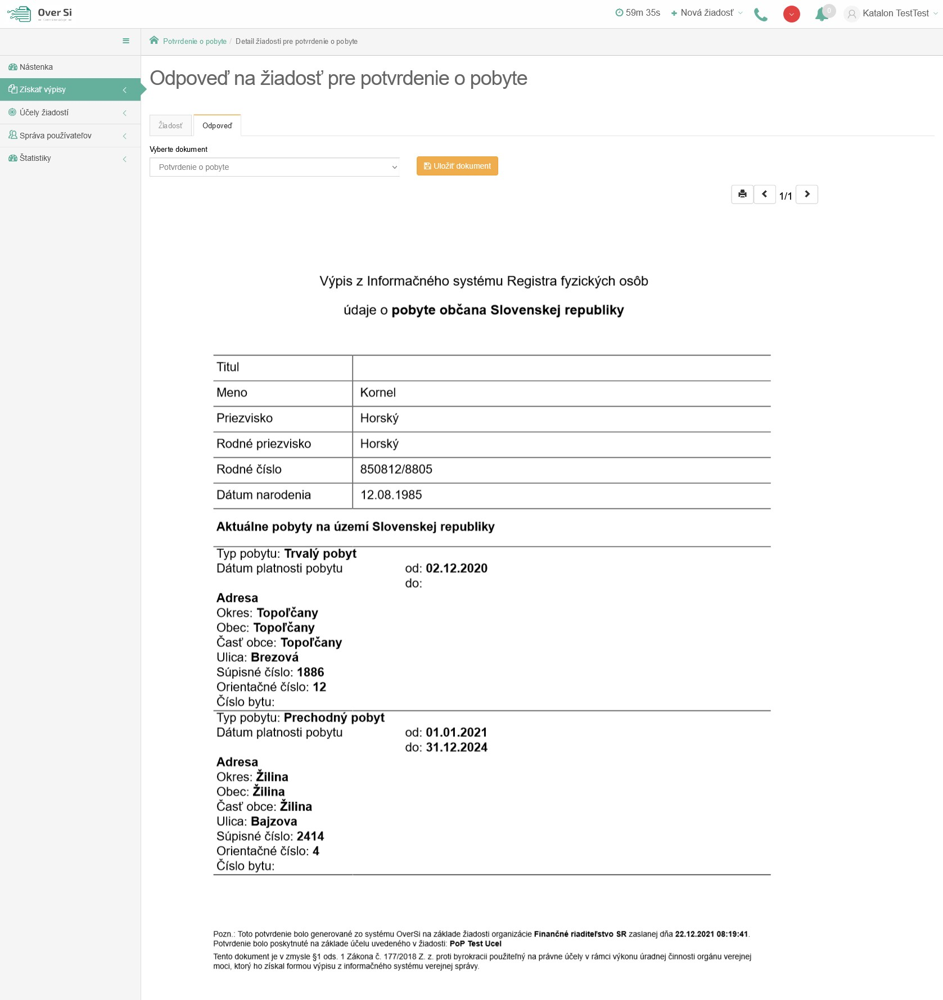 Over Si
59m 35s
Nová žiadosť
0
Katalon TestTest
Potvrdenie o pobyte / Detail žiadosti pre potvrdenie o pobyte
Nástenka
Získať výpisy
Účely žiadostí
Správa používateľov
Štatistiky
Odpoveď na žiadosť pre potvrdenie o pobyte
Žiadosť
Odpoveď
Vyberte dokument
Potvrdenie o pobyte
Uložiť dokument
1/1
Výpis z Informačného systému Registra fyzických osôb
údaje o pobyte občana Slovenskej republiky
Titul
Meno Kornel
Priezvisko Horský
Rodné priezvisko Horský
Rodné číslo 850812/8805
Dátum narodenia 12.08.1985
Aktuálne pobyty na území Slovenskej republiky
Typ pobytu: Trvalý pobyt
Dátum platnosti pobytu od: 02.12.2020
do:
Adresa
Okres: Topoľčany
Obec: Topoľčany
Časť obce: Topoľčany
Ulica: Brezová
Súpisné číslo: 1886
Orientačné číslo: 12
Číslo bytu:
Typ pobytu: Prechodný pobyt
Dátum platnosti pobytu od: 01.01.2021
do: 31.12.2024
Adresa
Okres: Žilina
Obec: Žilina
Časť obce: Žilina
Ulica: Bajzova
Súpisné číslo: 2414
Orientačné číslo: 4
Číslo bytu:
Pozn.: Toto potvrdenie bolo generované zo systému OverSi na základe žiadosti organizácie Finančné riaditeľstvo SR zaslanej dňa 22.12.2021 08:19:41.
Potvrdenie bolo poskytnuté na základe účelu uvedeného v žiadosti: PoP Test Ucel
Tento dokument je v zmysle §1 ods. 1 Zákona č. 177/2018 Z. z. proti byrokracii použiteľný na právne účely v rámci výkonu úradnej činnosti orgánu verejnej
moci, ktorý ho získal formou výpisu z informačného systému verejnej správy.